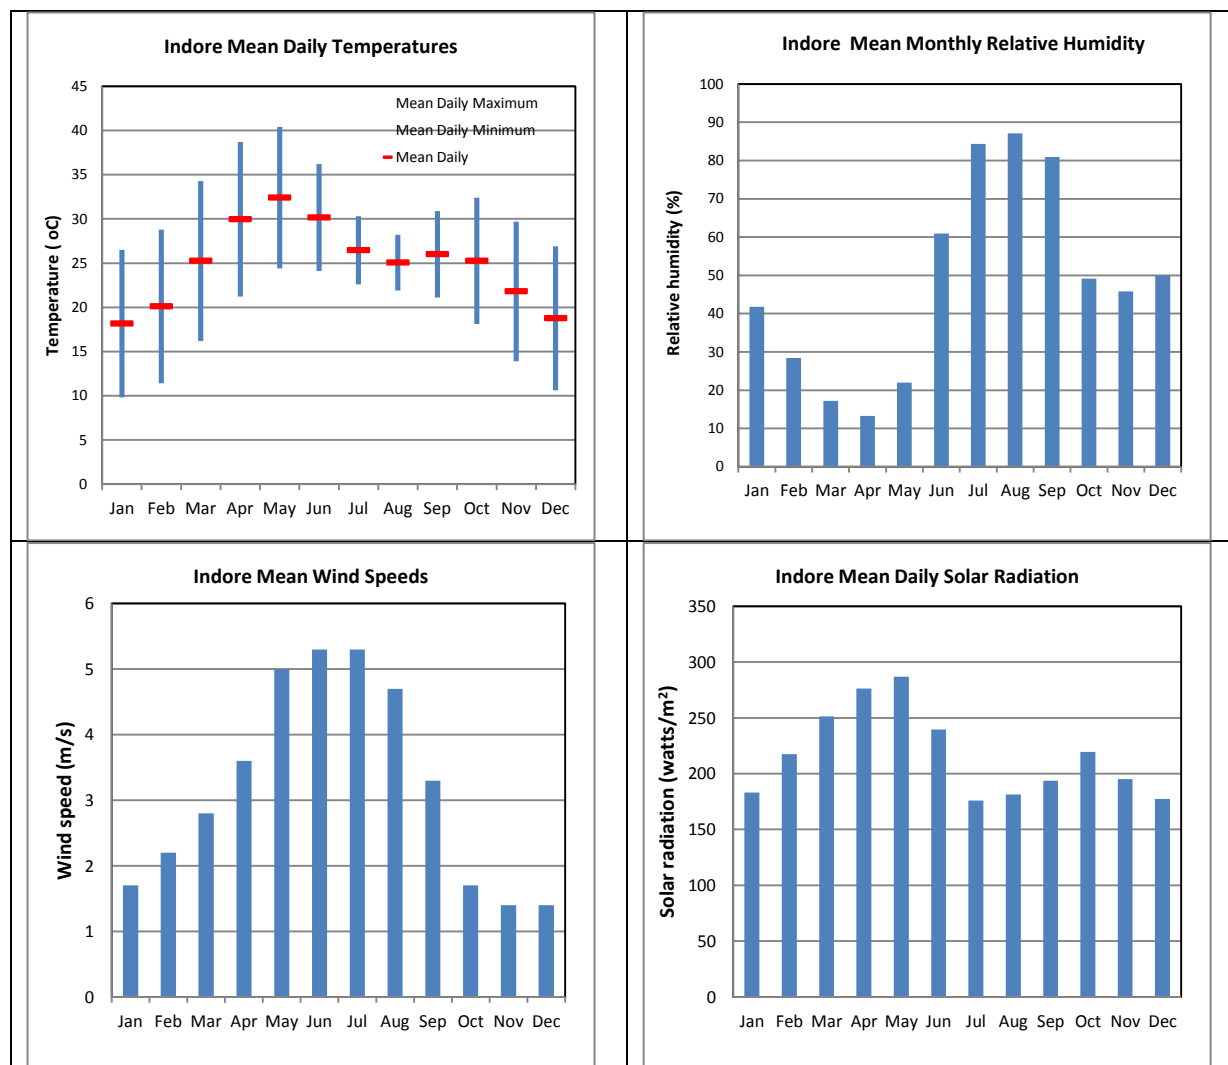 Indore Mean Daily Temperatures
45
40
35
30
25
20
15
10
5
0
Temperature ( oC)
Mean Daily Maximum
Mean Daily Minimum
Mean Daily
Jan Feb Mar Apr May Jun Jul Aug Sep Oct Nov Dec
Indore Mean Monthly Relative Humidity
100
90
80
70
60
50
40
30
20
10
0
Relative humidity (%)
Jan Feb Mar Apr May Jun Jul Aug Sep Oct Nov Dec
Indore Mean Wind Speeds
6
5
4
3
2
1
0
Wind speed (m/s)
Jan Feb Mar Apr May Jun Jul Aug Sep Oct Nov Dec
Indore Mean Daily Solar Radiation
350
300
250
200
150
100
50
0
Solar radiation (watts/m²)
Jan Feb Mar Apr May Jun Jul Aug Sep Oct Nov Dec